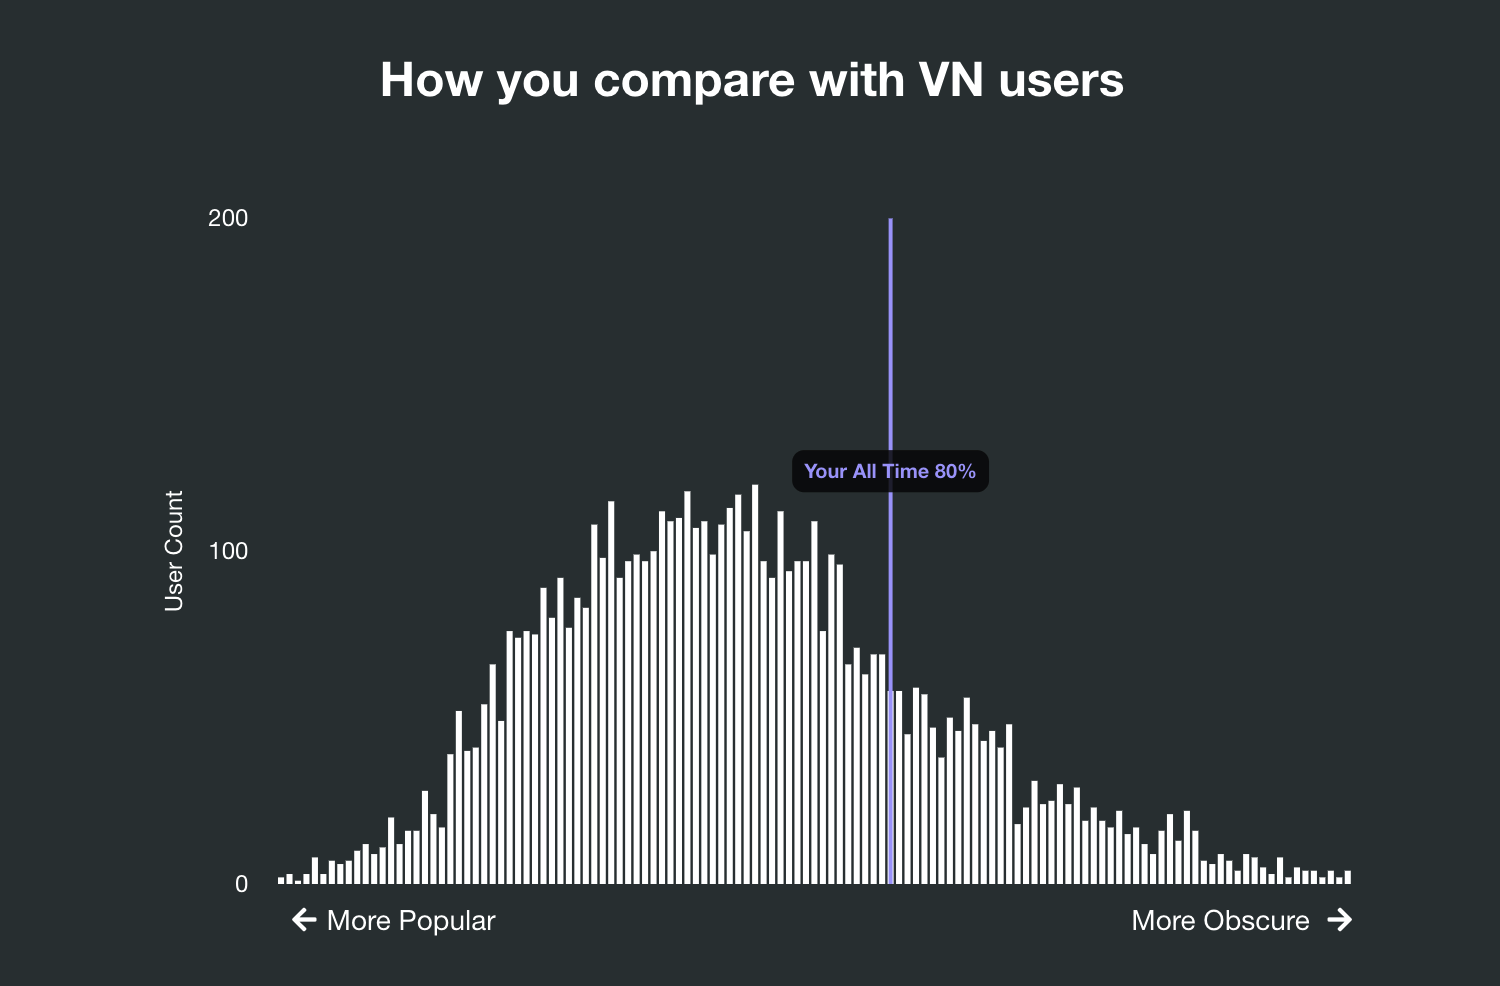 How you compare with VN users
200
Your All Time 80%
User Count
100
0
← More Popular
More Obscure →